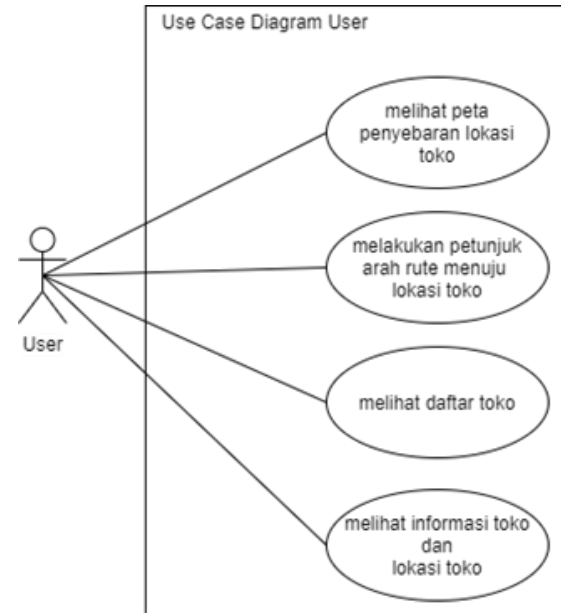 Use Case Diagram User
melihat peta
penyebaran lokasi
toko
melakukan petunjuk
arah rute menuju
lokasi toko
User
melihat daftar toko
melihat informasi toko
dan
lokasi toko